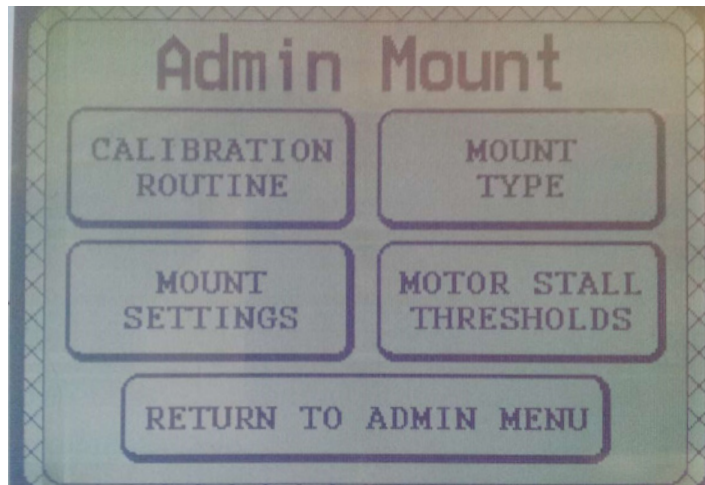 Admin Mount
CALIBRATION
ROUTINE
MOUNT
TYPE
MOUNT
SETTINGS
MOTOR STALL
THRESHOLDS
RETURN TO ADMIN MENU